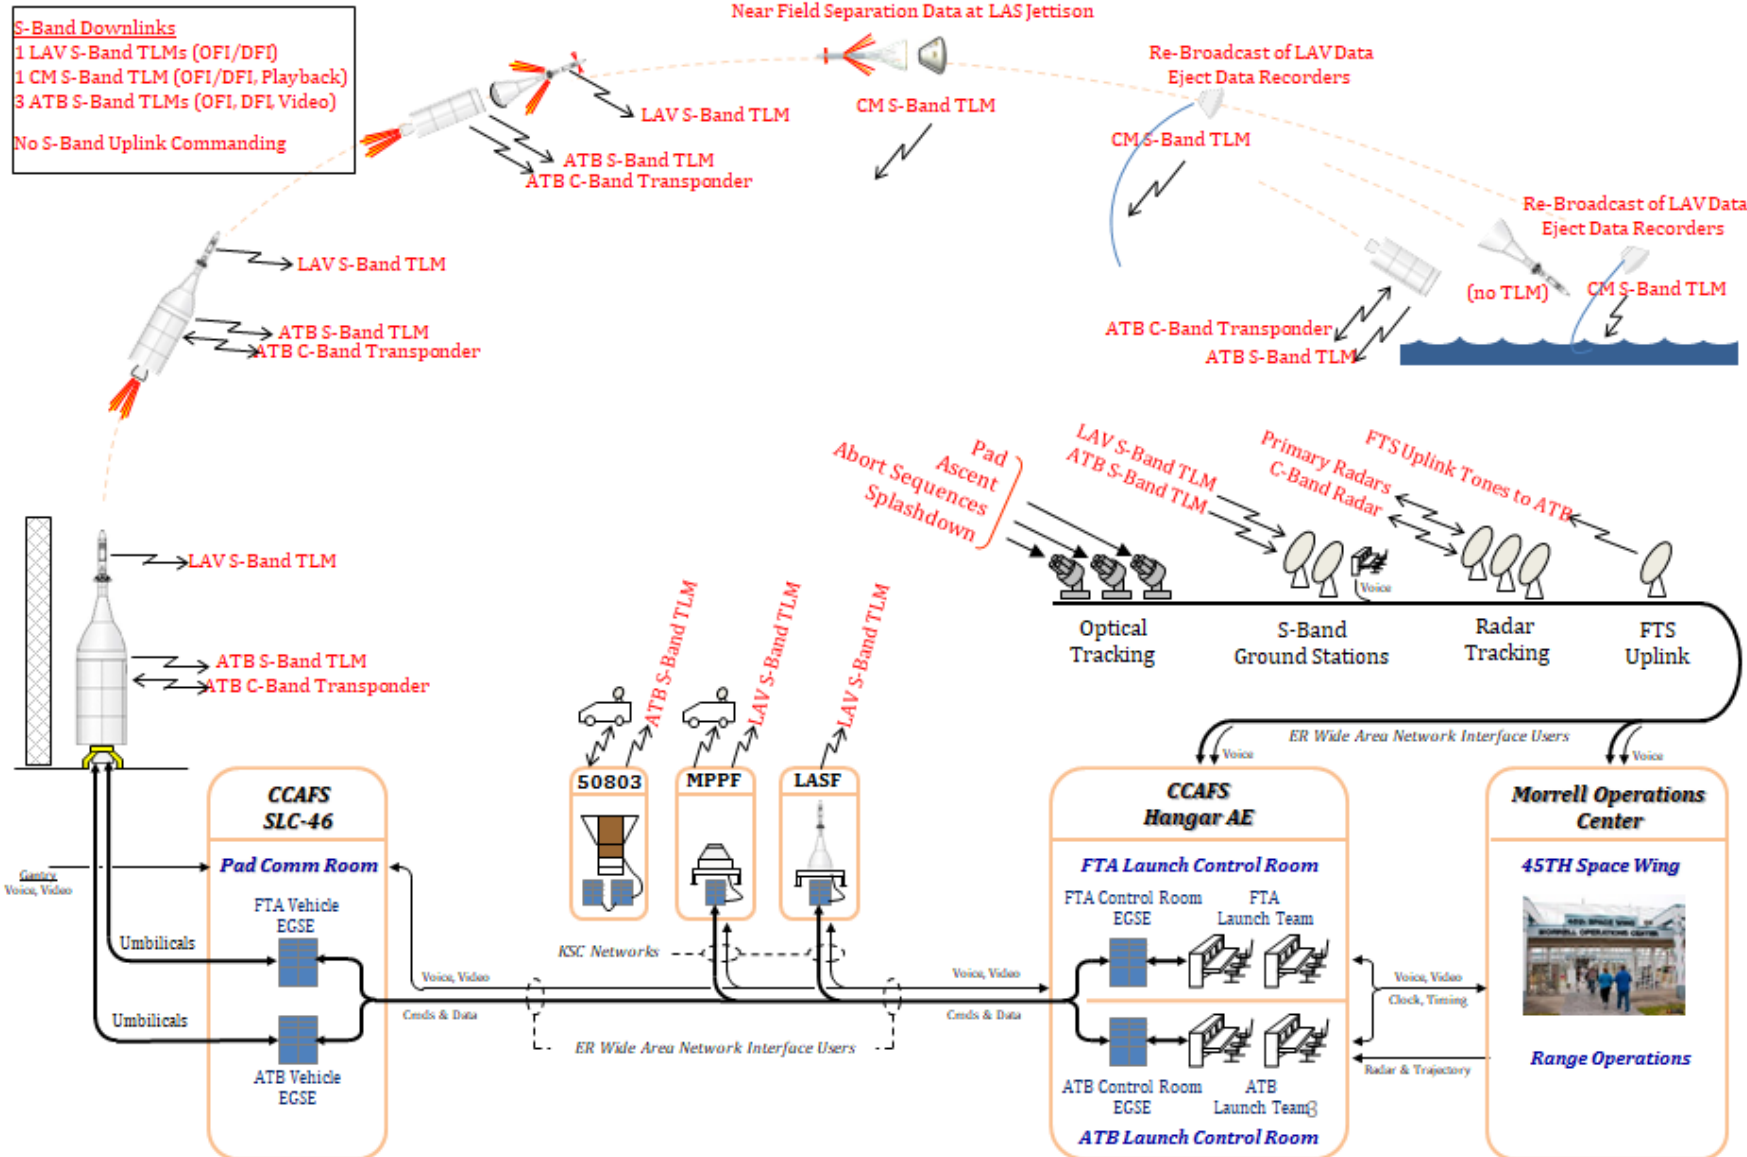 S-Band Downlinks
1 LAV S-Band TLMs (OFI/DFI)
1 CM S-Band TLM (OFI/DFI, Playback)
3 ATB S-Band TLMs (OFI, DFI, Video)
No S-Band Uplink Commanding
Near Field Separation Data at LAS Jettison
LAV S-Band TLM
ATB S-Band TLM
ATB C-Band Transponder
CM S-Band TLM
Re-Broadcast of LAV Data
Eject Data Recorders
CM S-Band TLM
Re-Broadcast of LAV Data
Eject Data Recorders
(no TLM)
CM S-Band TLM
ATB C-Band Transponder
ATB S-Band TLM
LAV S-Band TLM
ATB S-Band TLM
ATB C-Band Transponder
LAV S-Band TLM
ATB S-Band TLM
ATB C-Band Transponder
Pad
Ascent
Abort Sequences
Splashdown
LAV S-Band TLM
ATB S-Band TLM
Primary Radars
C-Band Radar
FTS Uplink Tones to ATB
Voice
Optical
Tracking
S-Band
Ground Stations
Radar
Tracking
FTS
Uplink
ER Wide Area Network Interface Users
Voice
Voice
ATB S-Band TLM
LAV S-Band TLM
LAV S-Band TLM
50803
MPPF
LASF
KSC Networks
CCAFS
SLC-46
Pad Comm Room
Gantry
Voice, Video
FTA Vehicle
EGSE
Umbilicals
Umbilicals
ATB Vehicle
EGSE
Voice, Video
Cmds & Data
ER Wide Area Network Interface Users
Voice, Video
Cmds & Data
CCAFS
Hangar AE
FTA Launch Control Room
FTA Control Room
EGSE
FTA
Launch Team
ATB Control Room
EGSE
ATB
Launch Team
3
ATB Launch Control Room
Voice, Video
Clock, Timing
Radar & Trajectory
Morrell Operations
Center
45TH Space Wing
45th SPACE WING
MORRELL OPERATIONS CENTER
Range Operations